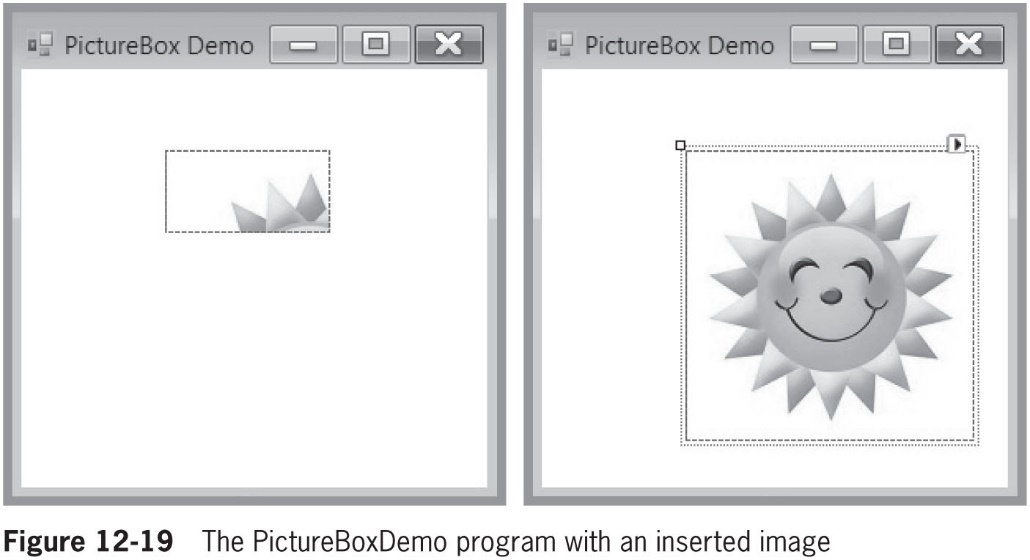 PictureBox Demo
PictureBox Demo
Figure 12-19 The PictureBoxDemo program with an inserted image